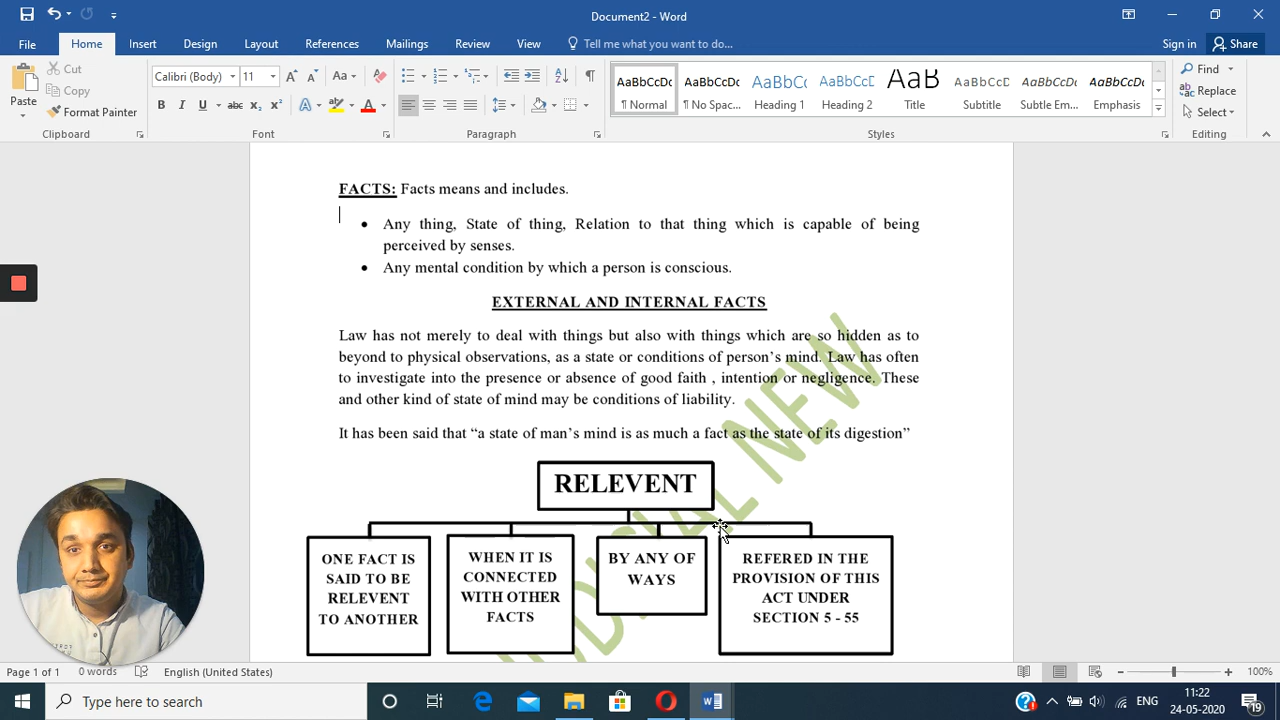 Document2 - Word
Sign in
Share
File
Home
Insert
Design
Layout
References
Mailings
Review
View
Tell me what you want to do...
Paste
Cut
Copy
Format Painter
Clipboard
Calibri (Body)
11
Font
Paragraph
AaBbCcDc
¶ Normal
AaBbCcDc
¶ No Spac...
AaBbCc
Heading 1
AaBbCcC
Heading 2
AaB
Title
AaBbCcD
Subtitle
AaBbCcDc
Subtle Em...
AaBbCcDc
Emphasis
Styles
Find
Replace
Select
Editing
FACTS: Facts means and includes.
• Any thing, State of thing, Relation to that thing which is capable of being
perceived by senses.
• Any mental condition by which a person is conscious.
EXTERNAL AND INTERNAL FACTS
Law has not merely to deal with things but also with things which are so hidden as to
beyond to physical observations, as a state or conditions of person’s mind. Law has often
to investigate into the presence or absence of good faith , intention or negligence. These
and other kind of state of mind may be conditions of liability.
It has been said that “a state of man’s mind is as much a fact as the state of its digestion”
RELEVENT
ONE FACT IS
SAID TO BE
RELEVENT
TO ANOTHER
WHEN IT IS
CONNECTED
WITH OTHER
FACTS
BY ANY OF
WAYS
REFERED IN THE
PROVISION OF THIS
ACT UNDER
SECTION 5 - 55
NEW
Page 1 of 1
0 words
English (United States)
100%
Type here to search
ENG
11:22
24-05-2020
19